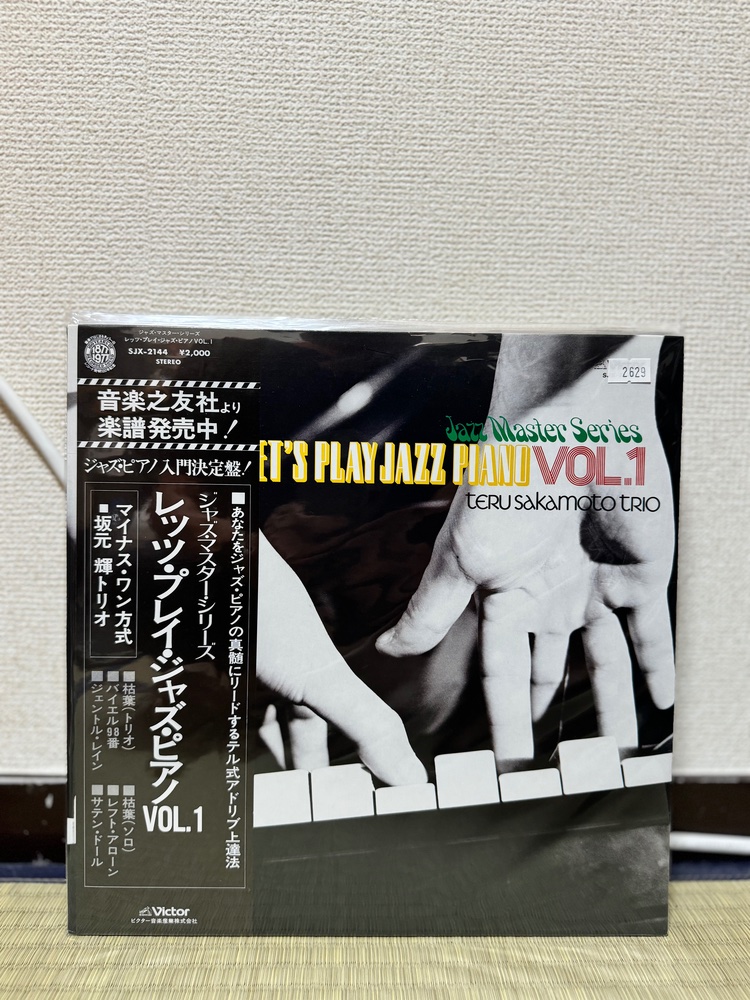 ジャズ・マスター・シリーズ
レッツ・プレイ・ジャズ・ピアノ VOL.1
SJX-2144 ¥2,000
STEREO
1877
1977
音楽之友社より
楽譜発売中!
ジャズ・ピアノ入門決定盤!
■あなたをジャズ・ピアノの真髄にリードするテル式アドリブ上達法
ジャズ・マスター・シリーズ
レッツ・プレイ・ジャズ・ピアノ VOL.1
マイナス・ワン方式
■坂元 輝トリオ
■枯葉(トリオ)
■バイエル98番
■ジェントル・レイン
■枯葉(ソロ)
■レフト・アローン
■サテン・ドール
Victor
ビクター音楽産業株式会社
2629
Jazz Master Series
ET'S PLAY JAZZ PIANO VOL.1
TERU SAKAMOTO TRIO